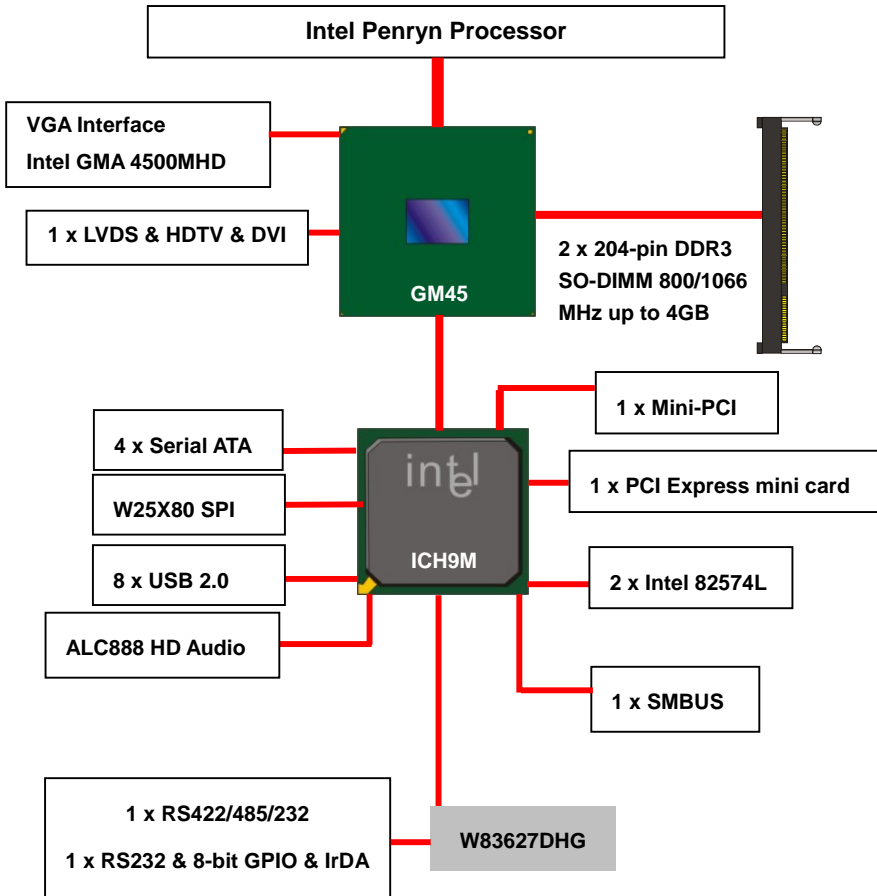 Intel Penryn Processor
VGA Interface
Intel GMA 4500MHD
1 x LVDS & HDTV & DVI
GM45
2 x 204-pin DDR3
SO-DIMM 800/1066
MHz up to 4GB
1 x Mini-PCI
4 x Serial ATA
intel
1 x PCI Express mini card
W25X80 SPI
ICH9M
8 x USB 2.0
2 x Intel 82574L
ALC888 HD Audio
1 x SMBUS
1 x RS422/485/232
1 x RS232 & 8-bit GPIO & IrDA
W83627DHG